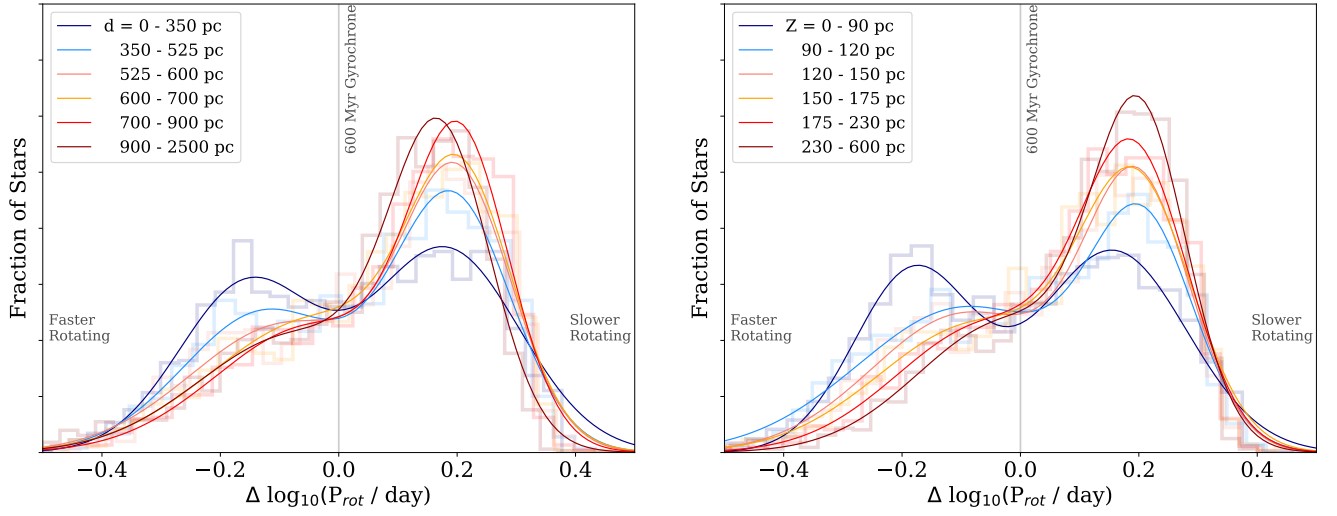 d = 0 - 350 pc
350 - 525 pc
525 - 600 pc
600 - 700 pc
700 - 900 pc
900 - 2500 pc
600 Myr Gyrochrone
Fraction of Stars
Faster
Rotating
Slower
Rotating
−0.4 −0.2 0.0 0.2 0.4
Δ log₁₀(P_rot / day)
Z = 0 - 90 pc
90 - 120 pc
120 - 150 pc
150 - 175 pc
175 - 230 pc
230 - 600 pc
600 Myr Gyrochrone
Fraction of Stars
Faster
Rotating
Slower
Rotating
−0.4 −0.2 0.0 0.2 0.4
Δ log₁₀(P_rot / day)